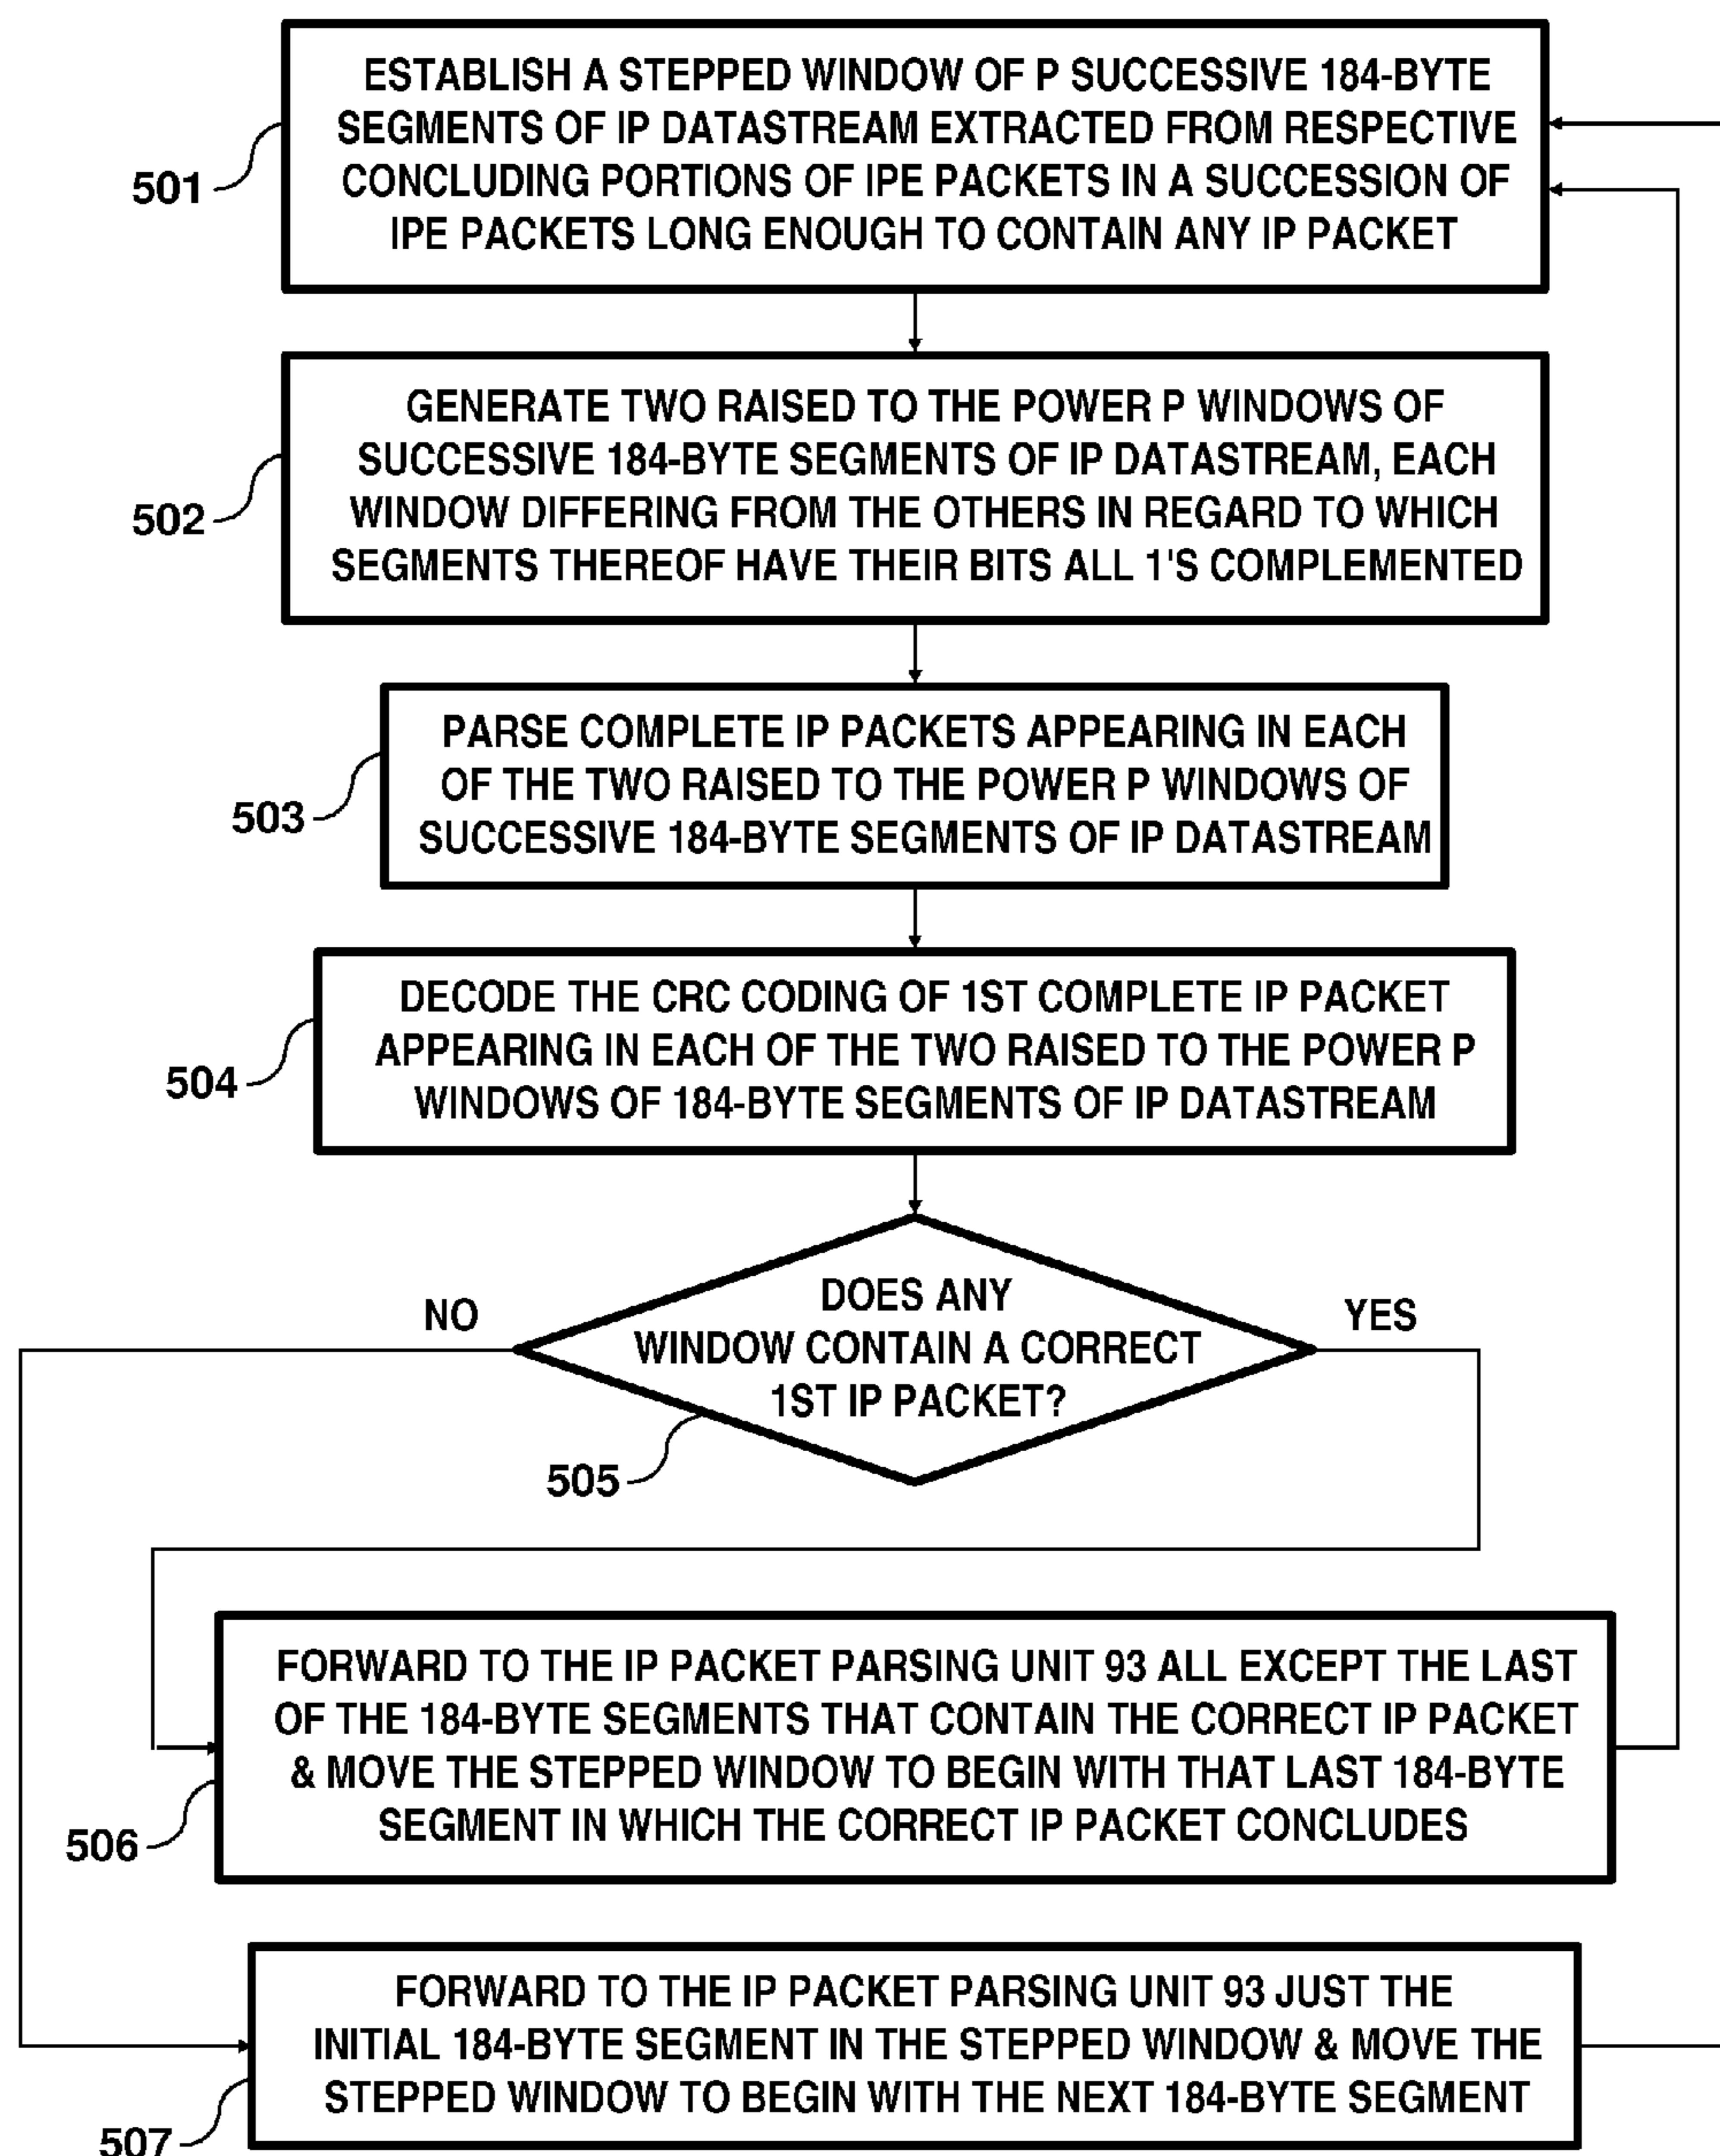 ESTABLISH A STEPPED WINDOW OF P SUCCESSIVE 184-BYTE
SEGMENTS OF IP DATASTREAM EXTRACTED FROM RESPECTIVE
CONCLUDING PORTIONS OF IPE PACKETS IN A SUCCESSION OF
IPE PACKETS LONG ENOUGH TO CONTAIN ANY IP PACKET
501
GENERATE TWO RAISED TO THE POWER P WINDOWS OF
SUCCESSIVE 184-BYTE SEGMENTS OF IP DATASTREAM, EACH
WINDOW DIFFERING FROM THE OTHERS IN REGARD TO WHICH
SEGMENTS THEREOF HAVE THEIR BITS ALL 1'S COMPLEMENTED
502
PARSE COMPLETE IP PACKETS APPEARING IN EACH
OF THE TWO RAISED TO THE POWER P WINDOWS OF
SUCCESSIVE 184-BYTE SEGMENTS OF IP DATASTREAM
503
DECODE THE CRC CODING OF 1ST COMPLETE IP PACKET
APPEARING IN EACH OF THE TWO RAISED TO THE POWER P
WINDOWS OF 184-BYTE SEGMENTS OF IP DATASTREAM
504
NO
YES
DOES ANY
WINDOW CONTAIN A CORRECT
1ST IP PACKET?
505
FORWARD TO THE IP PACKET PARSING UNIT 93 ALL EXCEPT THE LAST
OF THE 184-BYTE SEGMENTS THAT CONTAIN THE CORRECT IP PACKET
& MOVE THE STEPPED WINDOW TO BEGIN WITH THAT LAST 184-BYTE
SEGMENT IN WHICH THE CORRECT IP PACKET CONCLUDES
506
FORWARD TO THE IP PACKET PARSING UNIT 93 JUST THE
INITIAL 184-BYTE SEGMENT IN THE STEPPED WINDOW & MOVE THE
STEPPED WINDOW TO BEGIN WITH THE NEXT 184-BYTE SEGMENT
507